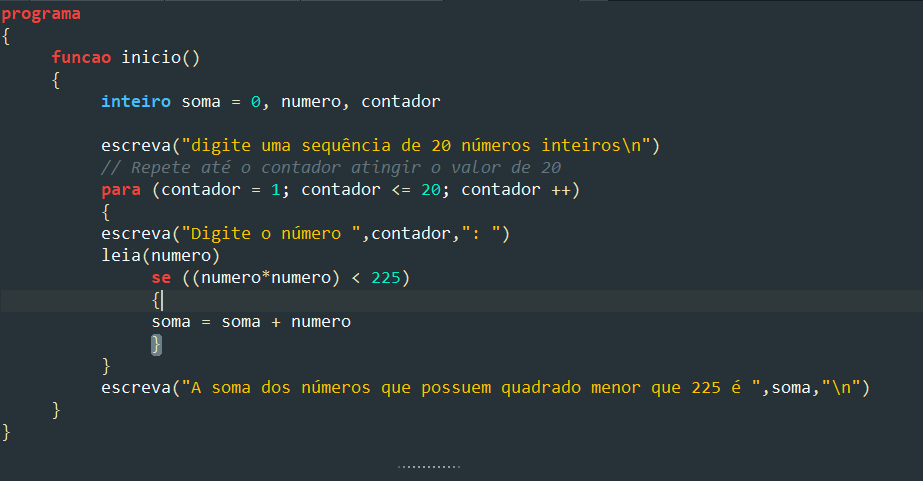 programa
{
funcao inicio()
{
inteiro soma = 0, numero, contador
escreva("digite uma sequência de 20 números inteiros\n")
// Repete até o contador atingir o valor de 20
para (contador = 1; contador <= 20; contador ++)
{
escreva("Digite o número ",contador,": ")
leia(numero)
se ((numero*numero) < 225)
{
soma = soma + numero
}
}
escreva("A soma dos números que possuem quadrado menor que 225 é ",soma,"\n")
}
}